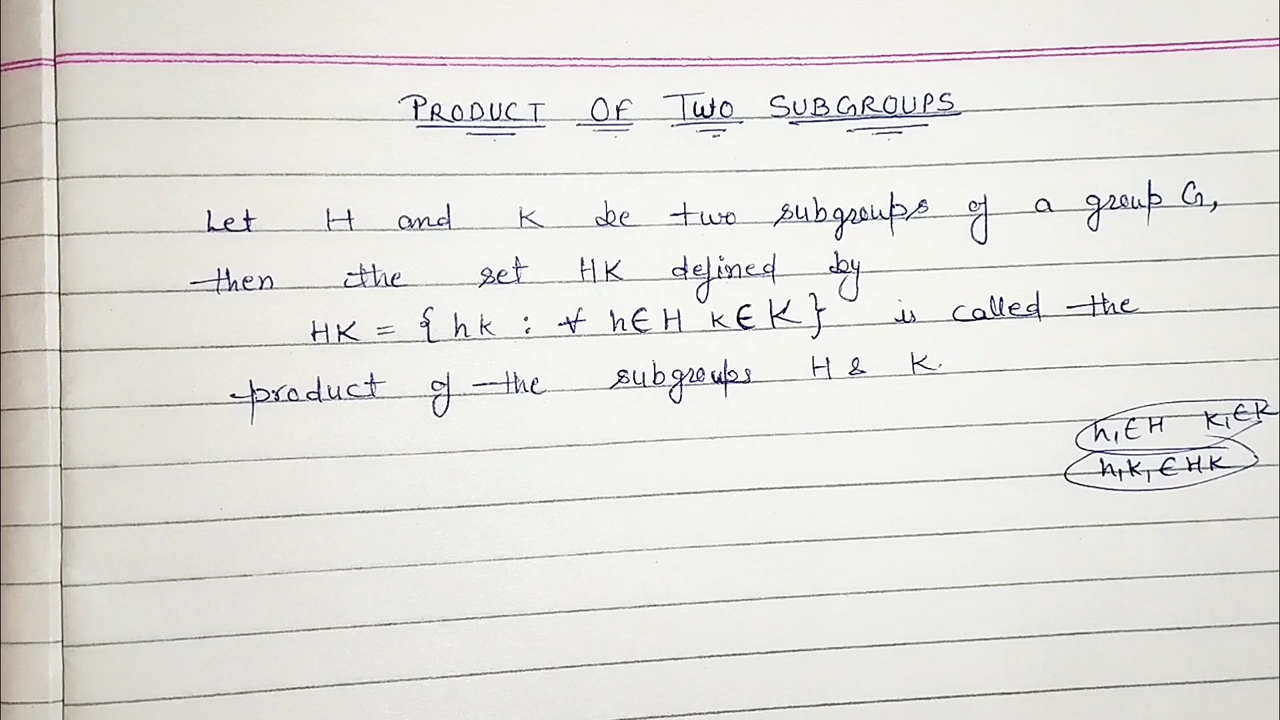 PRODUCT OF TWO SUBGROUPS
Let H and K be two subgroups of a group G,
then the set HK defined by
HK = { hk : ∀ h∈H k∈K } is called the
product of the subgroups H & K.
h₁∈H k₁∈K
h₁k₁∈HK